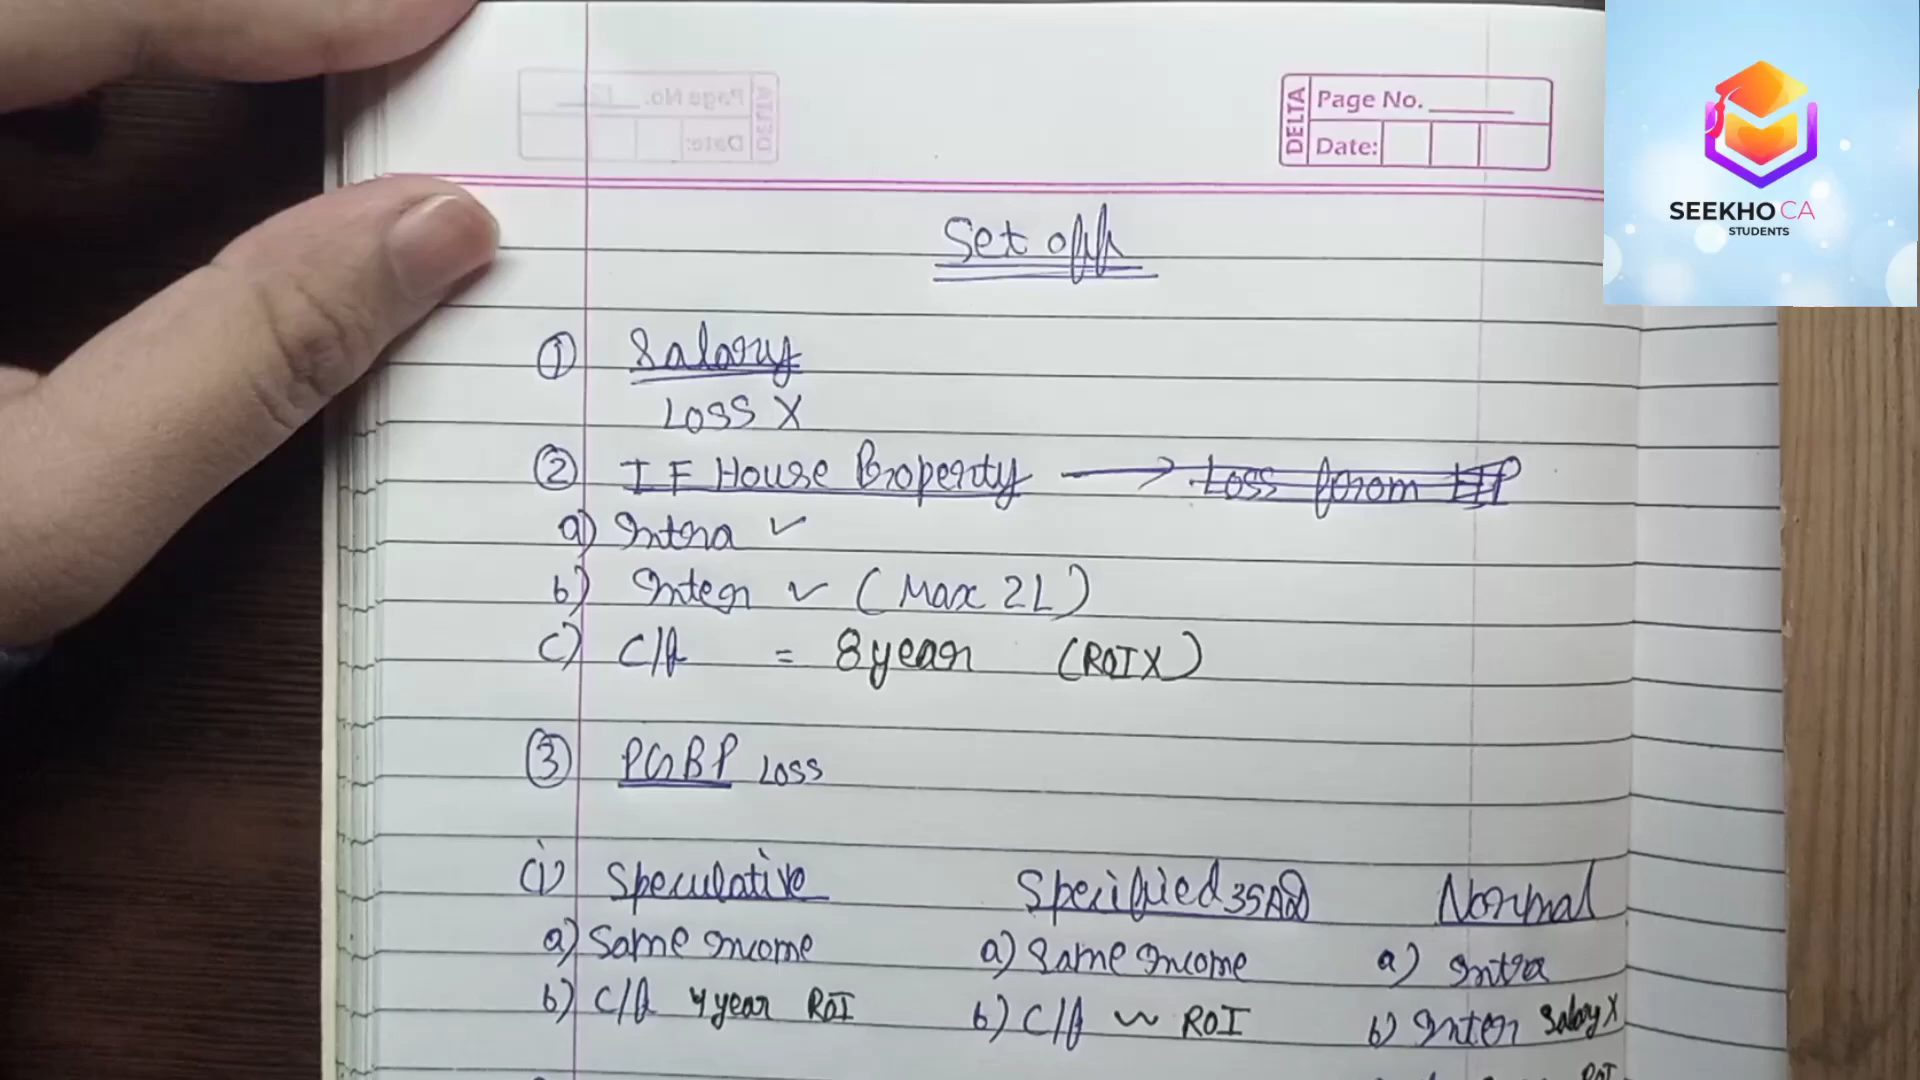 DELTA
Page No.
Date:
SEEKHO CA
STUDENTS
Set off
① Salary
Loss X
② I F House Property → Loss from HP
a) Intra ✓
b) Inter ✓ (Max 2L)
c) C/f = 8 year (ROI X)
③ PGBP Loss
(i) Speculative Specified 35AD Normal
a) Same Income a) Same Income a) Intra
b) C/f 4 year ROI b) C/f ROI b) Inter Salary X
ROI